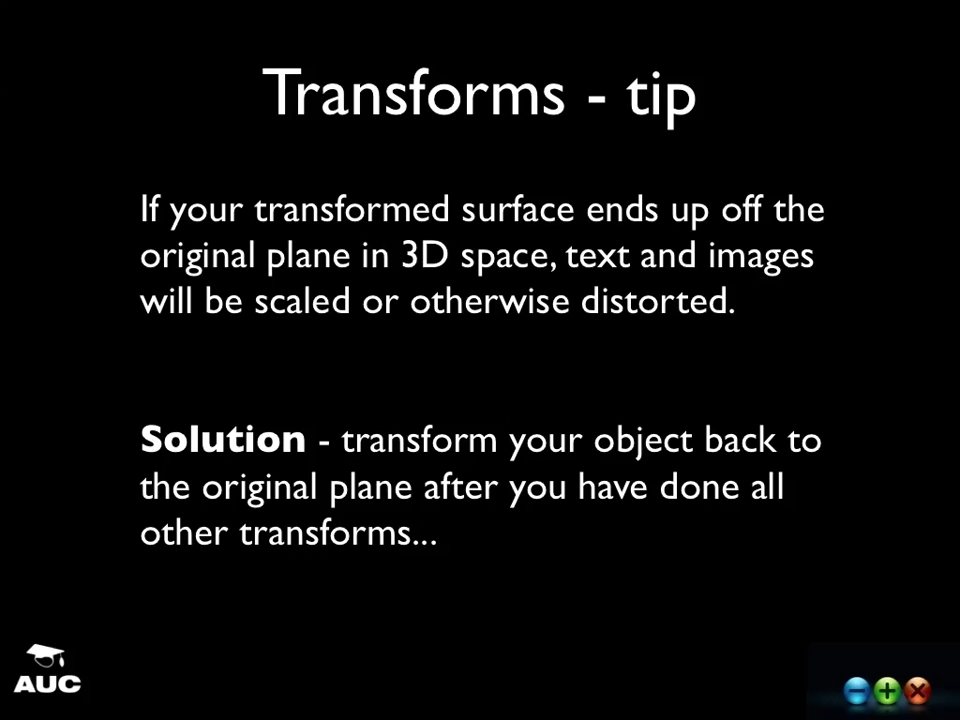 Transforms - tip
If your transformed surface ends up off the
original plane in 3D space, text and images
will be scaled or otherwise distorted.
Solution - transform your object back to
the original plane after you have done all
other transforms...
AUC